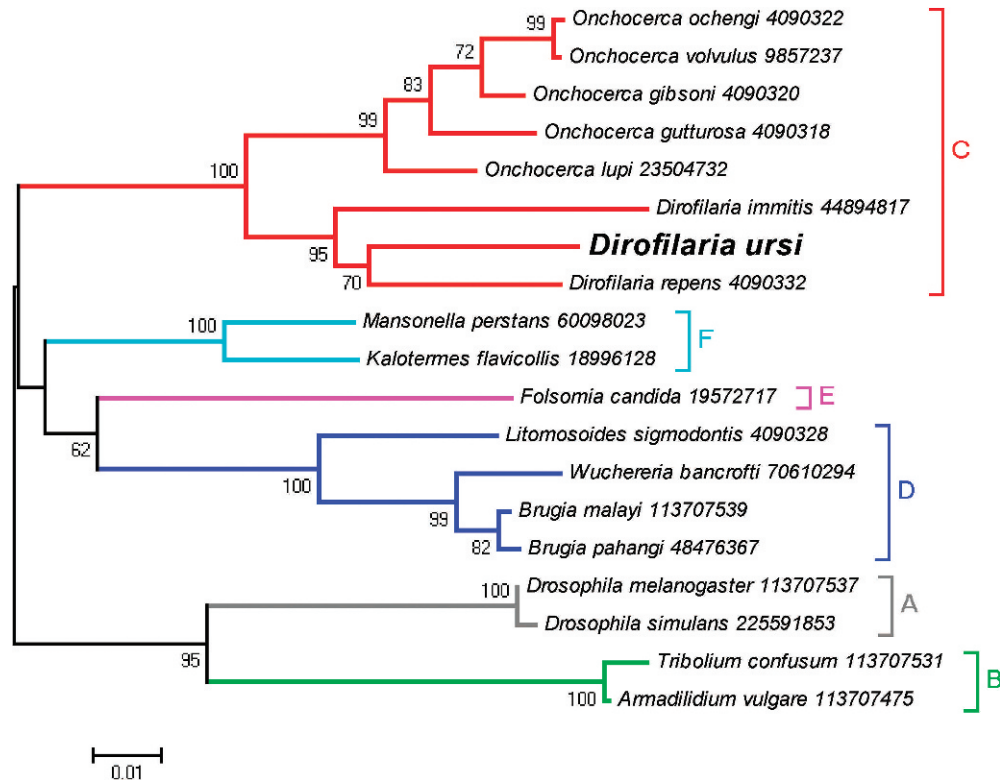 99
Onchocerca ochengi 4090322
72
Onchocerca volvulus 9857237
83
Onchocerca gibsoni 4090320
99
Onchocerca gutturosa 4090318
C
100
Onchocerca lupi 23504732
Dirofilaria immitis 44894817
95
Dirofilaria ursi
70
Dirofilaria repens 4090332
100
Mansonella perstans 60098023
F
Kalotermes flavicollis 18996128
Folsomia candida 19572717
E
62
Litomosoides sigmodontis 4090328
100
Wuchereria bancrofti 70610294
D
99
Brugia malayi 113707539
82
Brugia pahangi 48476367
100
Drosophila melanogaster 113707537
A
Drosophila simulans 225591853
95
Tribolium confusum 113707531
B
100
Armadilidium vulgare 113707475
0.01